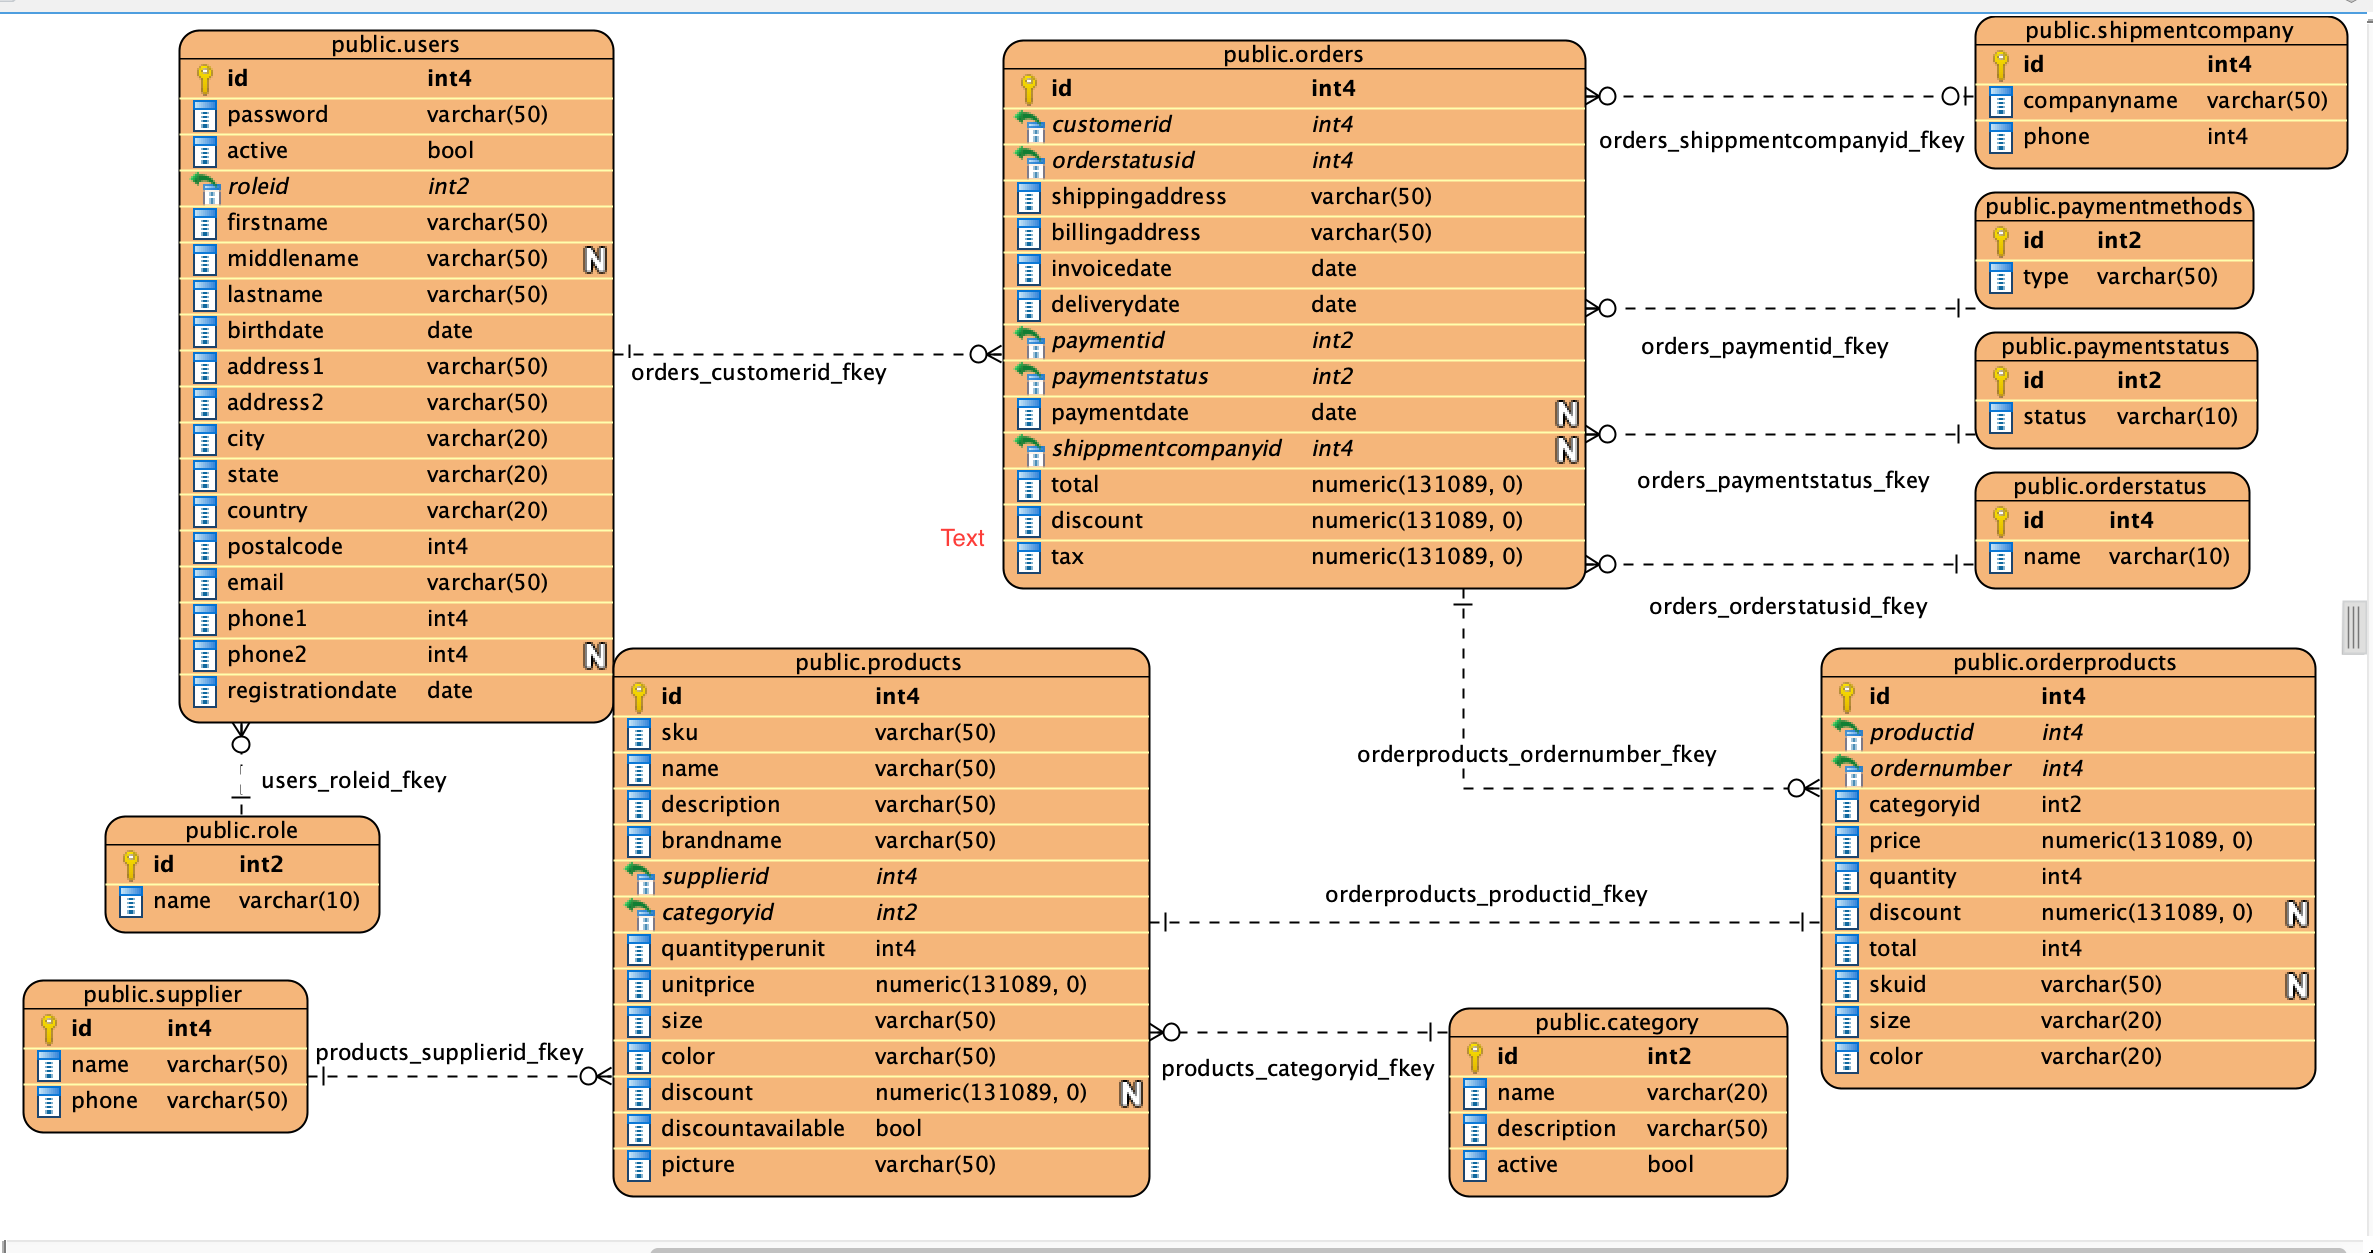 public.users
id int4
password varchar(50)
active bool
roleid int2
firstname varchar(50)
middlename varchar(50) N
lastname varchar(50)
birthdate date
address1 varchar(50)
address2 varchar(50)
city varchar(20)
state varchar(20)
country varchar(20)
postalcode int4
email varchar(50)
phone1 int4
phone2 int4 N
registrationdate date
orders_customerid_fkey
public.orders
id int4
customerid int4
orderstatusid int4
shippingaddress varchar(50)
billingaddress varchar(50)
invoicedate date
deliverydate date
paymentid int2
paymentstatus int2
paymentdate date N
shippmentcompanyid int4 N
total numeric(131089, 0)
discount numeric(131089, 0)
tax numeric(131089, 0)
Text
orders_shippmentcompanyid_fkey
public.shipmentcompany
id int4
companyname varchar(50)
phone int4
public.paymentmethods
id int2
type varchar(50)
orders_paymentid_fkey
public.paymentstatus
id int2
status varchar(10)
orders_paymentstatus_fkey
public.orderstatus
id int4
name varchar(10)
orders_orderstatusid_fkey
users_roleid_fkey
public.role
id int2
name varchar(10)
public.supplier
id int4
name varchar(50)
phone varchar(50)
products_supplierid_fkey
public.products
id int4
sku varchar(50)
name varchar(50)
description varchar(50)
brandname varchar(50)
supplierid int4
categoryid int2
quantityperunit int4
unitprice numeric(131089, 0)
size varchar(50)
color varchar(50)
discount numeric(131089, 0) N
discountavailable bool
picture varchar(50)
orderproducts_ordernumber_fkey
orderproducts_productid_fkey
products_categoryid_fkey
public.category
id int2
name varchar(20)
description varchar(50)
active bool
public.orderproducts
id int4
productid int4
ordernumber int4
categoryid int2
price numeric(131089, 0)
quantity int4
discount numeric(131089, 0) N
total int4
skuid varchar(50) N
size varchar(20)
color varchar(20)